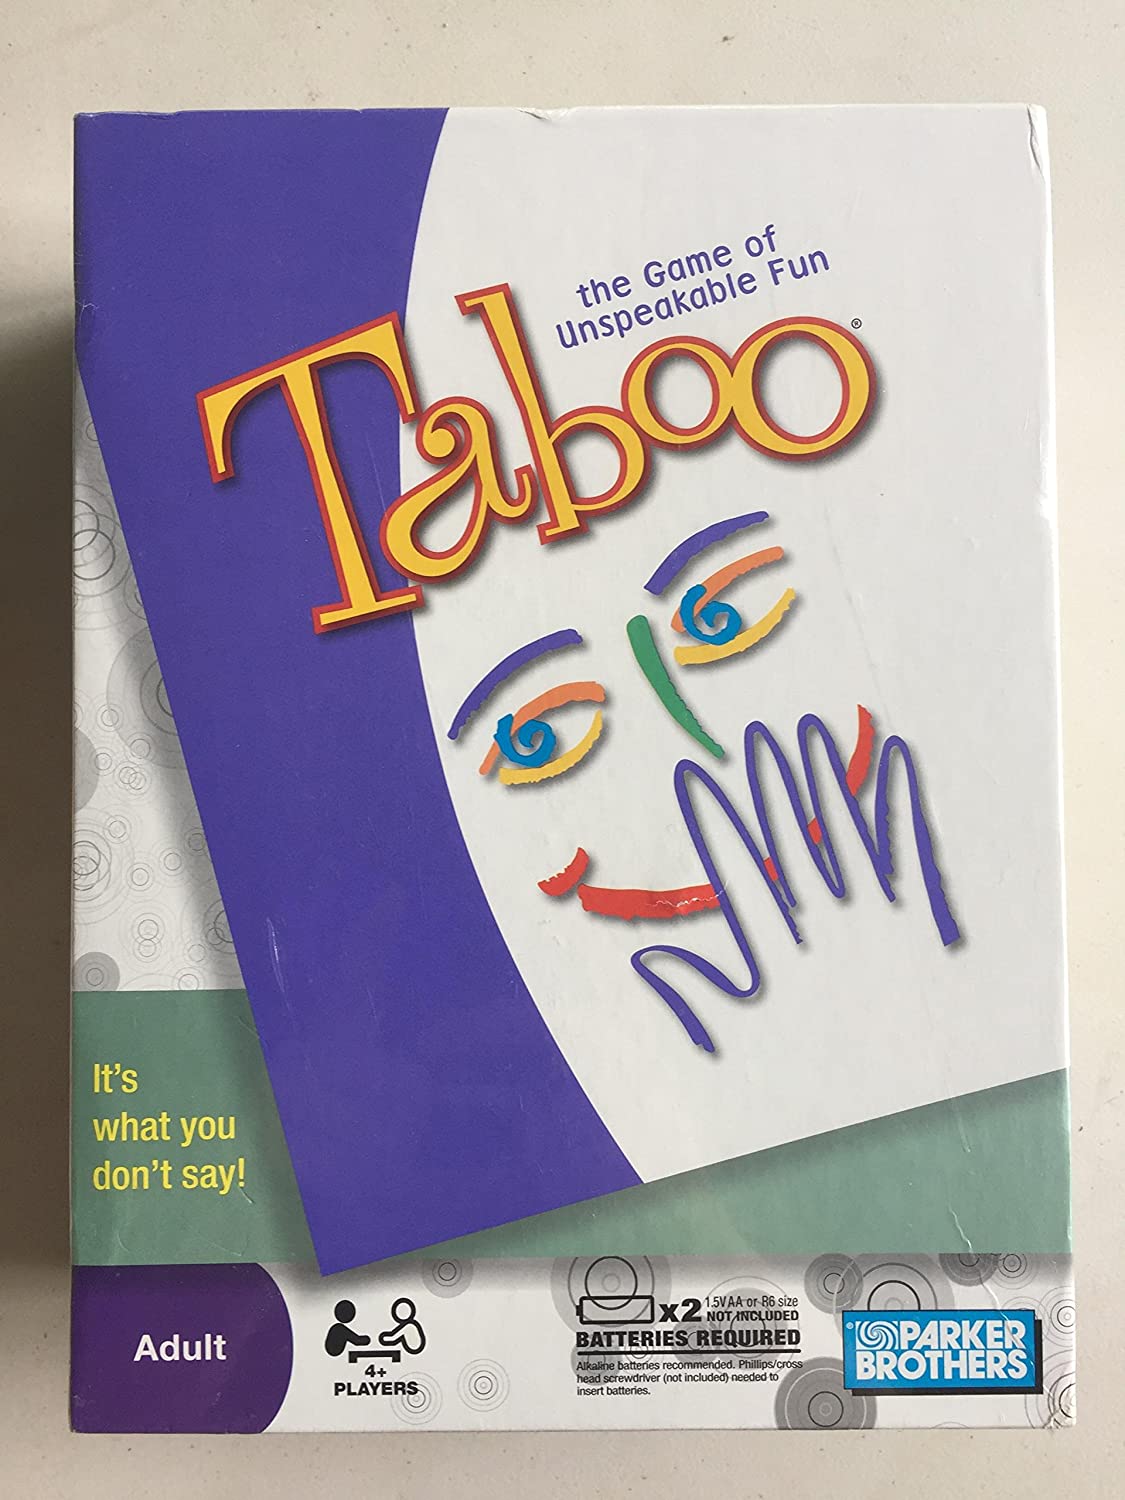 the Game of
Unspeakable Fun
Taboo®
It's
what you
don't say!
Adult
4+
PLAYERS
x2 1.5V AA or R6 size
NOT INCLUDED
BATTERIES REQUIRED
Alkaline batteries recommended. Phillips/cross
head screwdriver (not included) needed to
insert batteries.
®PARKER
BROTHERS